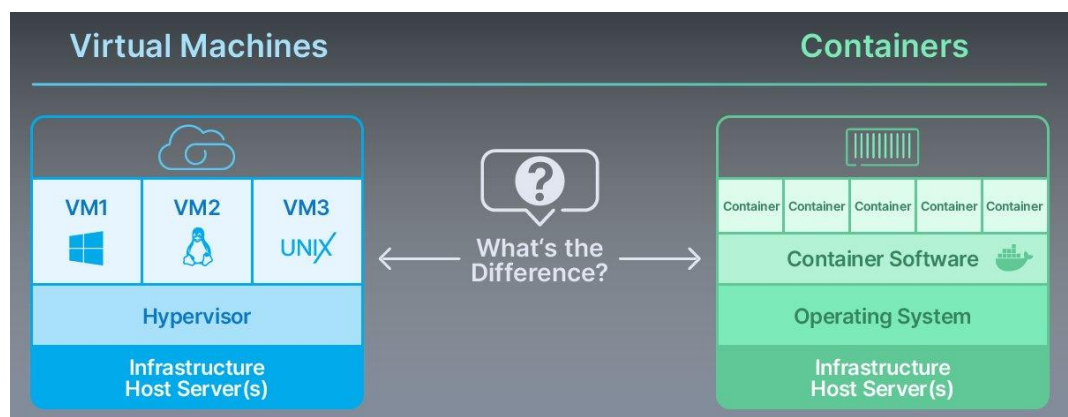 Virtual Machines
Containers
VM1
VM2
VM3
UNIX
Hypervisor
Infrastructure
Host Server(s)
What's the
Difference?
Container
Container
Container
Container
Container
Container Software
Operating System
Infrastructure
Host Server(s)